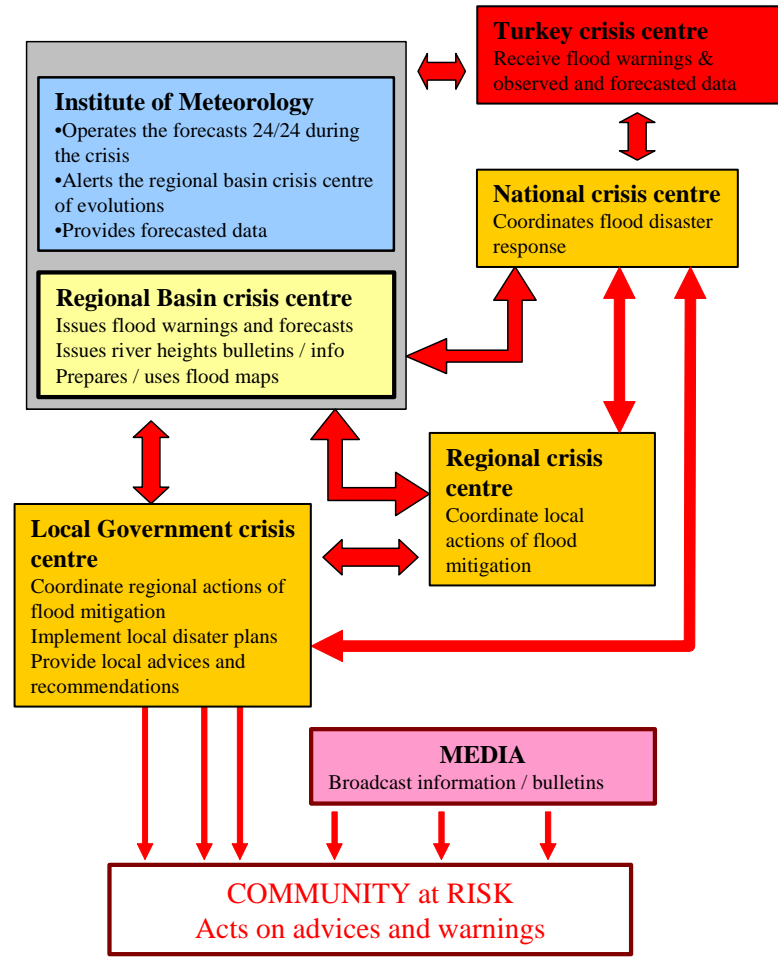 Turkey crisis centre
Receive flood warnings &
observed and forecasted data
Institute of Meteorology
•Operates the forecasts 24/24 during
the crisis
•Alerts the regional basin crisis centre
of evolutions
•Provides forecasted data
National crisis centre
Coordinates flood disaster
response
Regional Basin crisis centre
Issues flood warnings and forecasts
Issues river heights bulletins / info
Prepares / uses flood maps
Regional crisis
centre
Coordinate local
actions of flood
mitigation
Local Government crisis
centre
Coordinate regional actions of
flood mitigation
Implement local disater plans
Provide local advices and
recommendations
MEDIA
Broadcast information / bulletins
COMMUNITY at RISK
Acts on advices and warnings